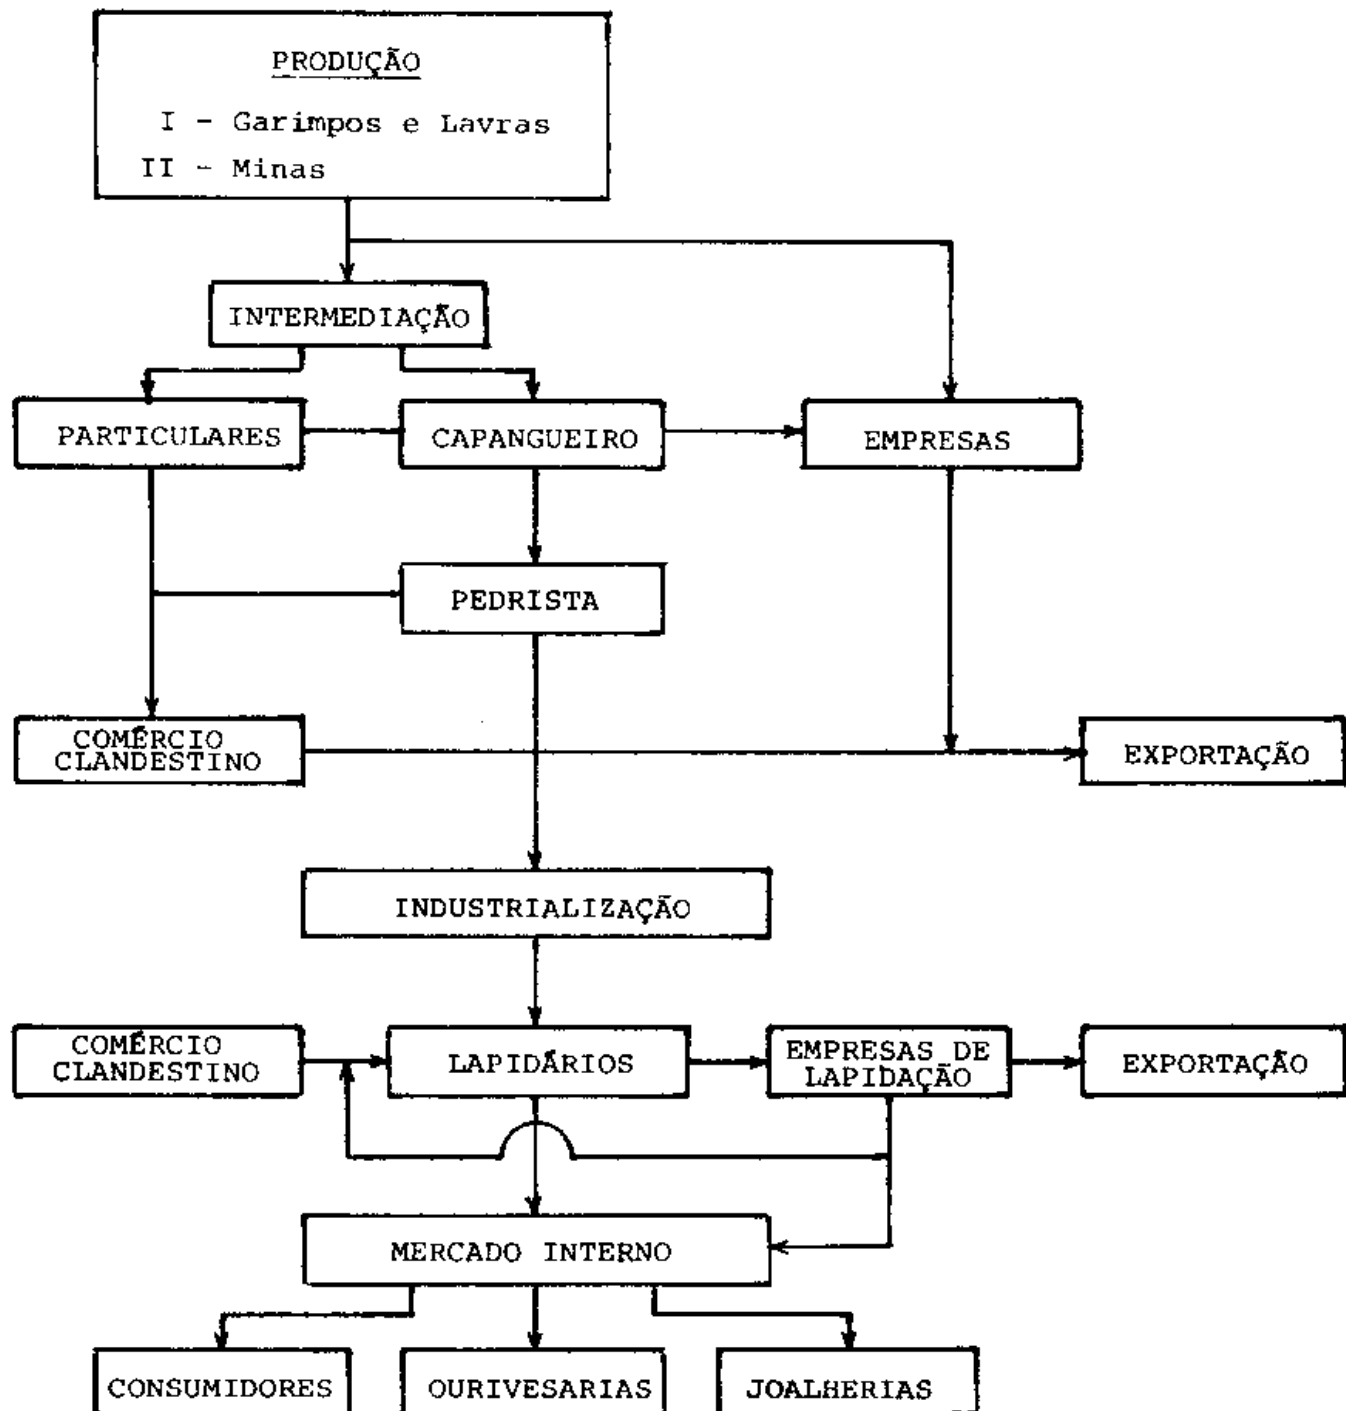 PRODUÇÃO
I - Garimpos e Lavras
II - Minas
INTERMEDIAÇÃO
PARTICULARES
CAPANGUEIRO
EMPRESAS
PEDRISTA
COMÉRCIO
CLANDESTINO
EXPORTAÇÃO
INDUSTRIALIZAÇÃO
COMÉRCIO
CLANDESTINO
LAPIDÁRIOS
EMPRESAS DE
LAPIDAÇÃO
EXPORTAÇÃO
MERCADO INTERNO
CONSUMIDORES
OURIVESARIAS
JOALHERIAS